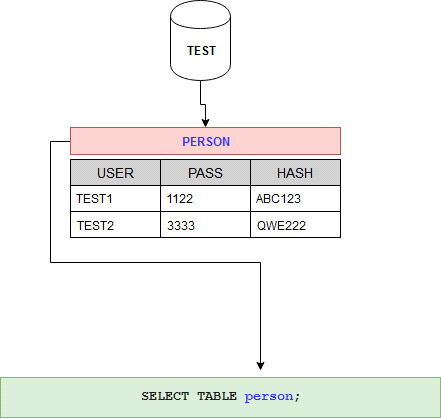 TEST
PERSON
USER PASS HASH
TEST1 1122 ABC123
TEST2 3333 QWE222
SELECT TABLE person;